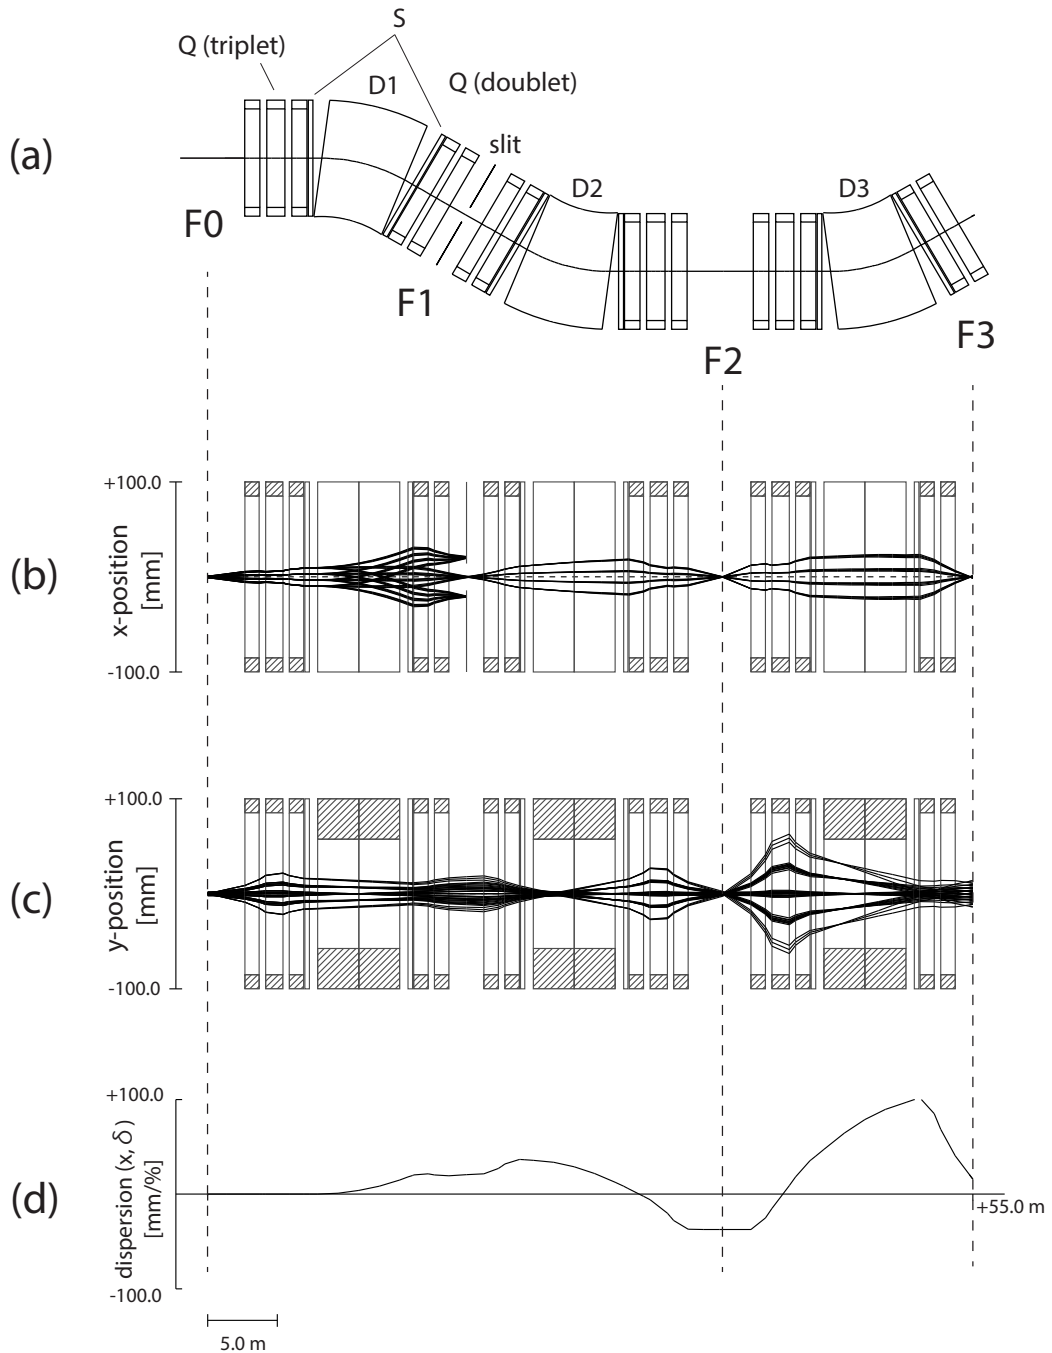 S
Q (triplet)
D1
Q (doublet)
slit
(a)
D2
D3
F0
F1
F2
F3
+100.0
(b)
x-position
[mm]
-100.0
+100.0
(c)
y-position
[mm]
-100.0
+100.0
(d)
dispersion (x, δ)
[mm/%]
+55.0 m
-100.0
5.0 m